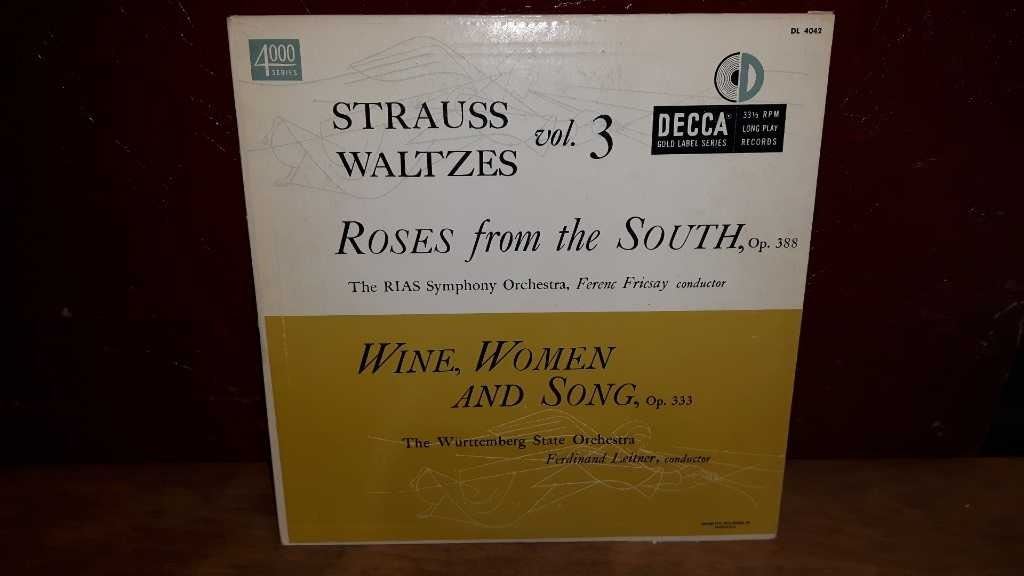 DL 4042
4000
SERIES
STRAUSS
WALTZES
vol. 3
DECCA®
GOLD LABEL SERIES
33⅓ RPM
LONG PLAY
RECORDS
ROSES from the SOUTH, Op. 388
The RIAS Symphony Orchestra, Ferenc Fricsay conductor
WINE, WOMEN
AND SONG, Op. 333
The Württemberg State Orchestra
Ferdinand Leitner, conductor